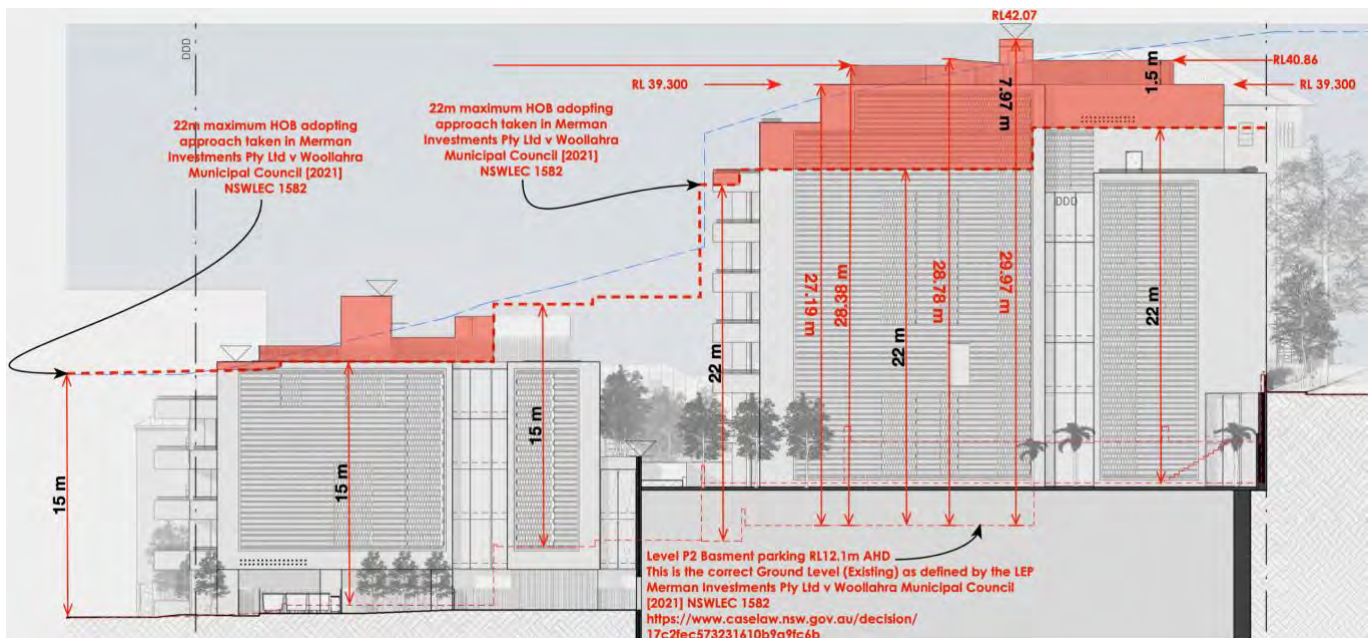 RL42.07
DDD
RL40.86
RL 39.300
RL 39.300
1.5 m
7.97 m
22m maximum HOB adopting
approach taken in Merman
Investments Pty Ltd v Woollahra
Municipal Council [2021]
NSWLEC 1582
22m maximum HOB adopting
approach taken in Merman
Investments Pty Ltd v Woollahra
Municipal Council [2021]
NSWLEC 1582
DDD
27.19 m
28.38 m
28.78 m
29.97 m
22 m
22 m
22 m
15 m
15 m
15 m
Level P2 Basment parking RL12.1m AHD
This is the correct Ground Level (Existing) as defined by the LEP
Merman Investments Pty Ltd v Woollahra Municipal Council
[2021] NSWLEC 1582
https://www.caselaw.nsw.gov.au/decision/
17c2fec573231610b9a9fc6b